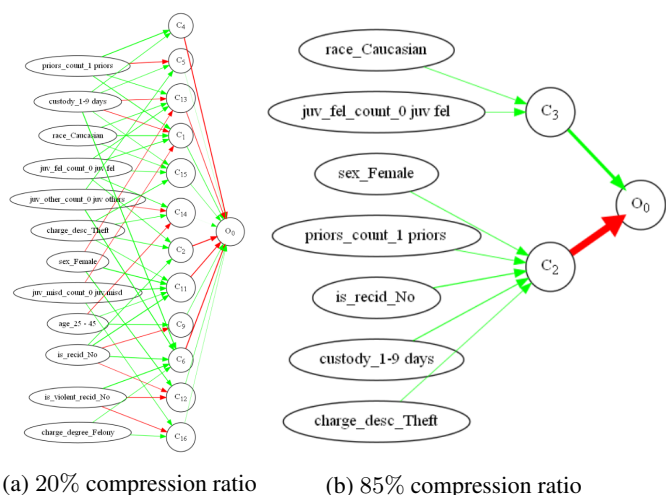 priors_count_1 priors
custody_1-9 days
race_Caucasian
juv_fel_count_0 juv fel
juv_other_count_0 juv others
charge_desc_Theft
sex_Female
juv_misd_count_0 juv misd
age_25 - 45
is_recid_No
is_violent_recid_No
charge_degree_Felony
C4
C5
C13
C1
C15
C14
C2
C11
C9
C6
C12
C16
O0
(a) 20% compression ratio
race_Caucasian
juv_fel_count_0 juv fel
sex_Female
priors_count_1 priors
is_recid_No
custody_1-9 days
charge_desc_Theft
C3
C2
O0
(b) 85% compression ratio